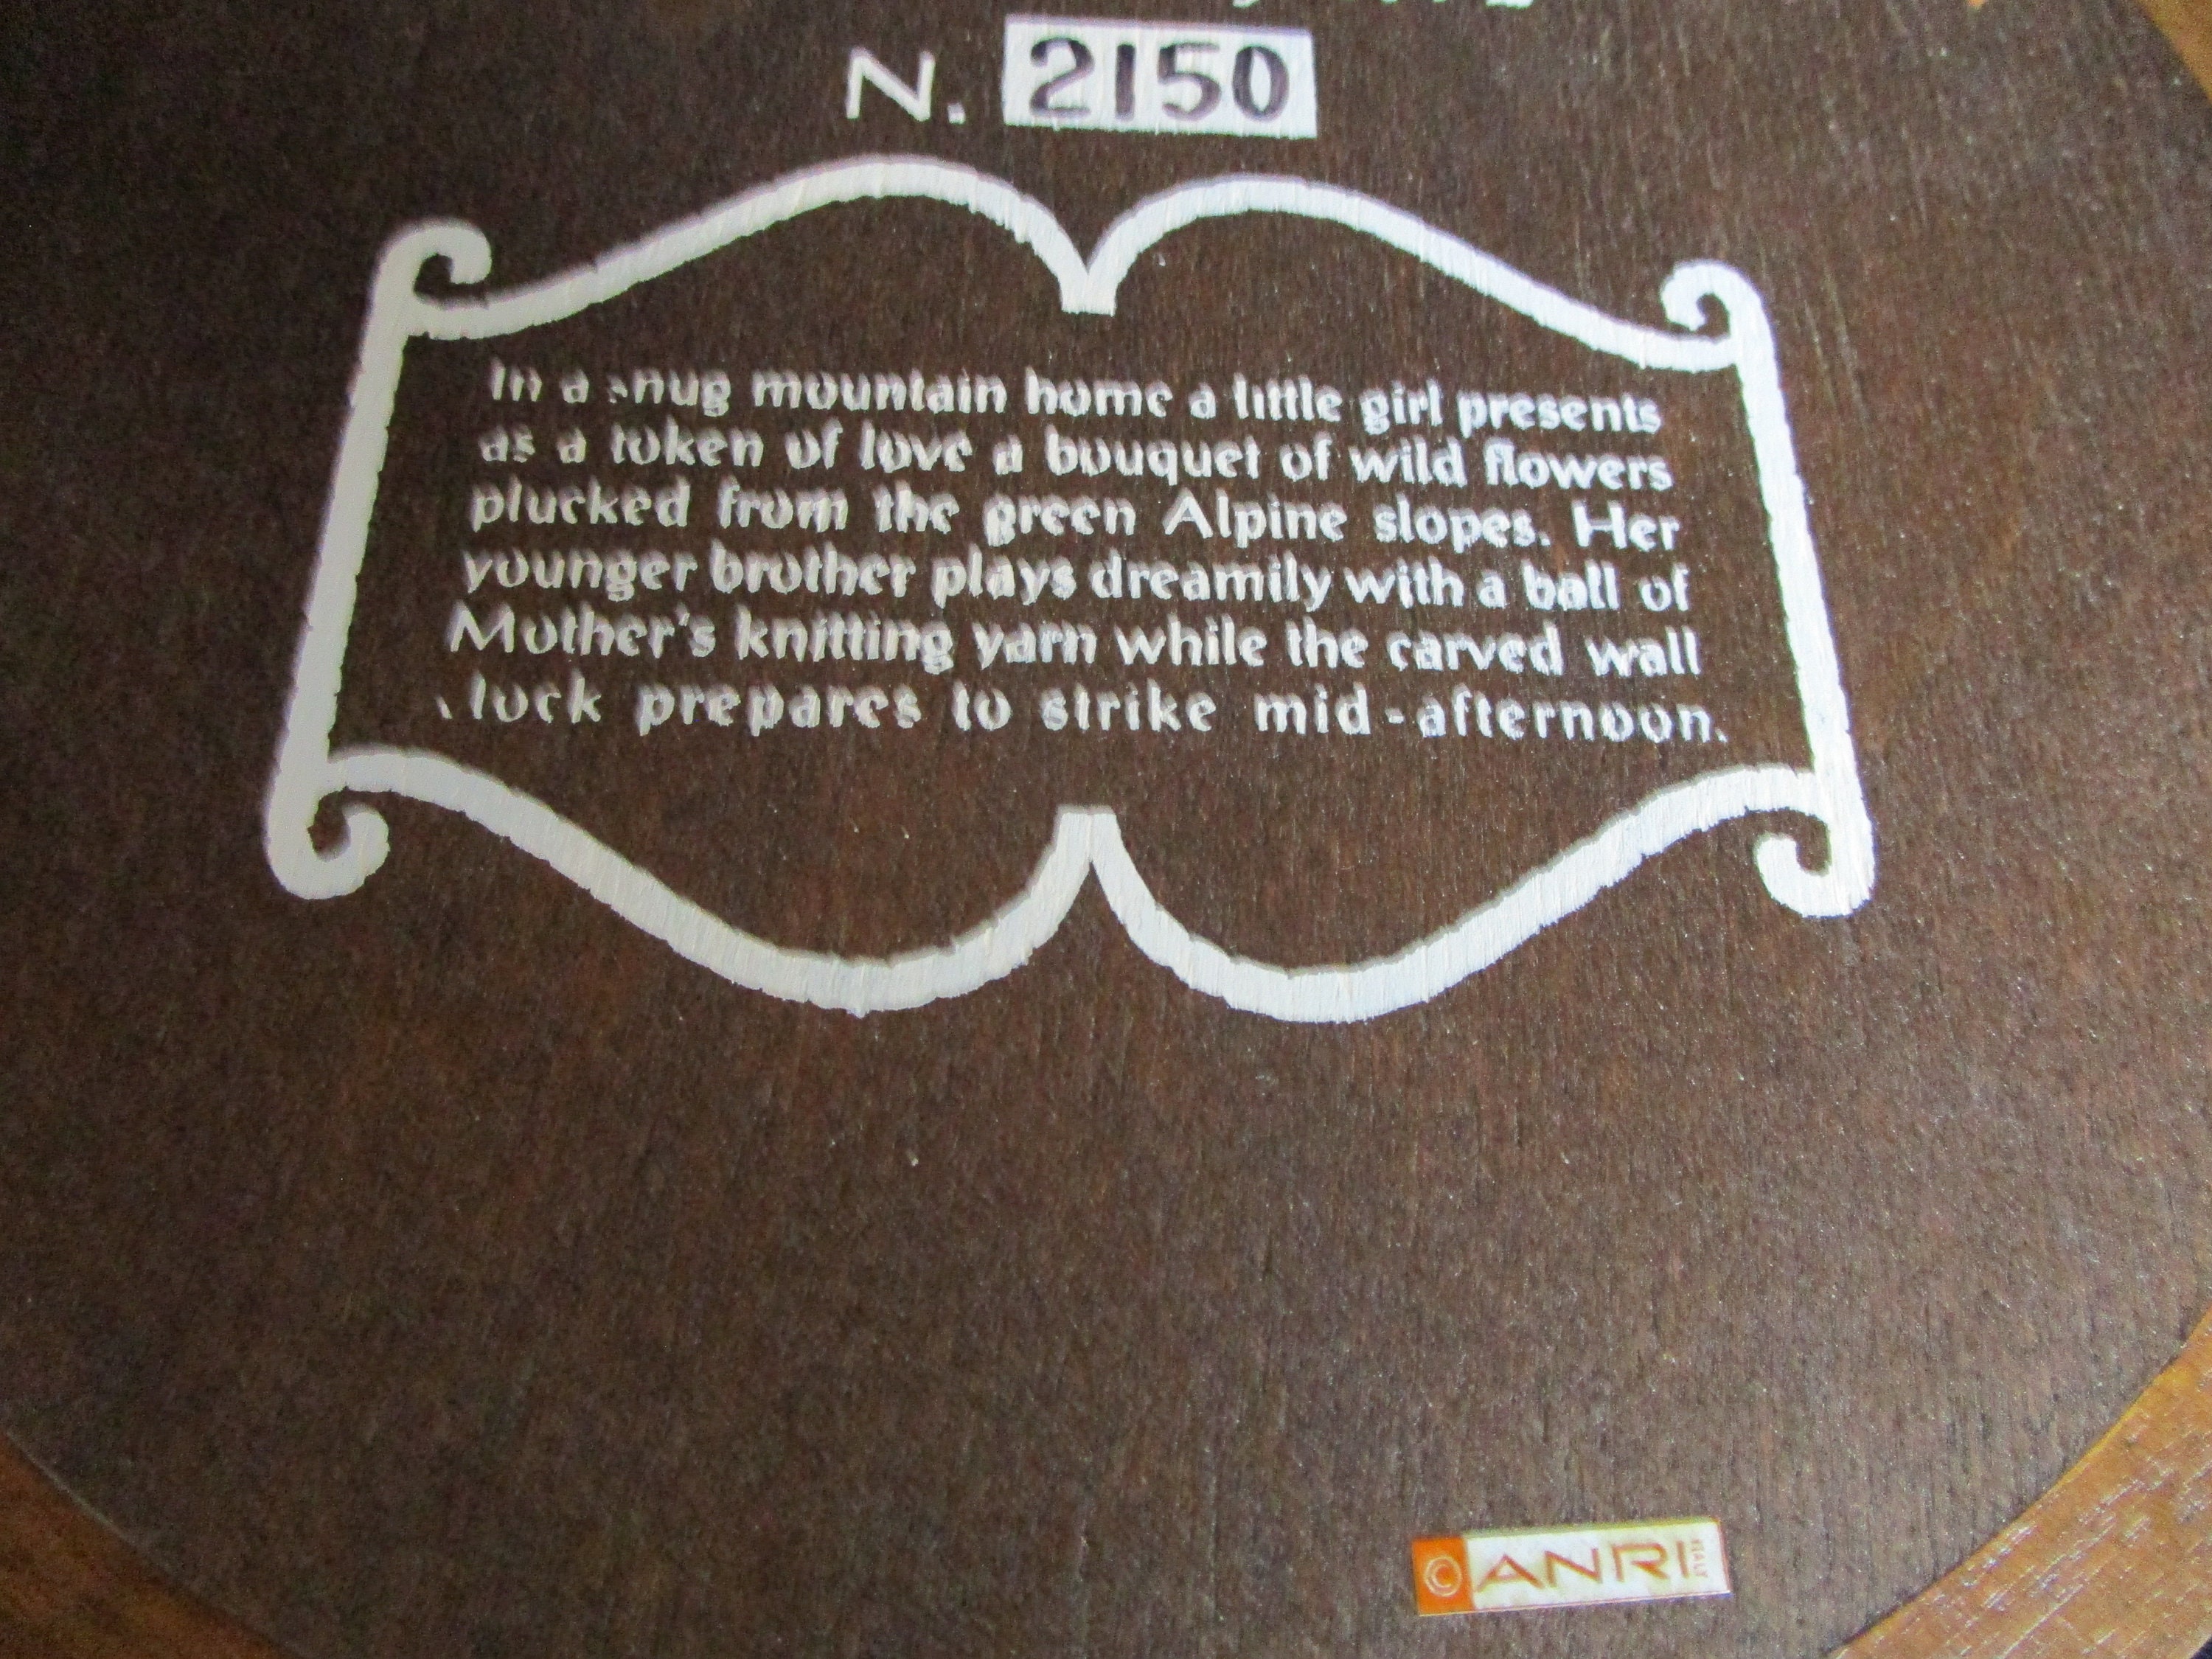 N. 2150
In a snug mountain home a little girl presents
as a token of love a bouquet of wild flowers
plucked from the green Alpine slopes. Her
younger brother plays dreamily with a ball of
Mother's knitting yarn while the carved wall
clock prepares to strike mid-afternoon.
© ANRI ITALY